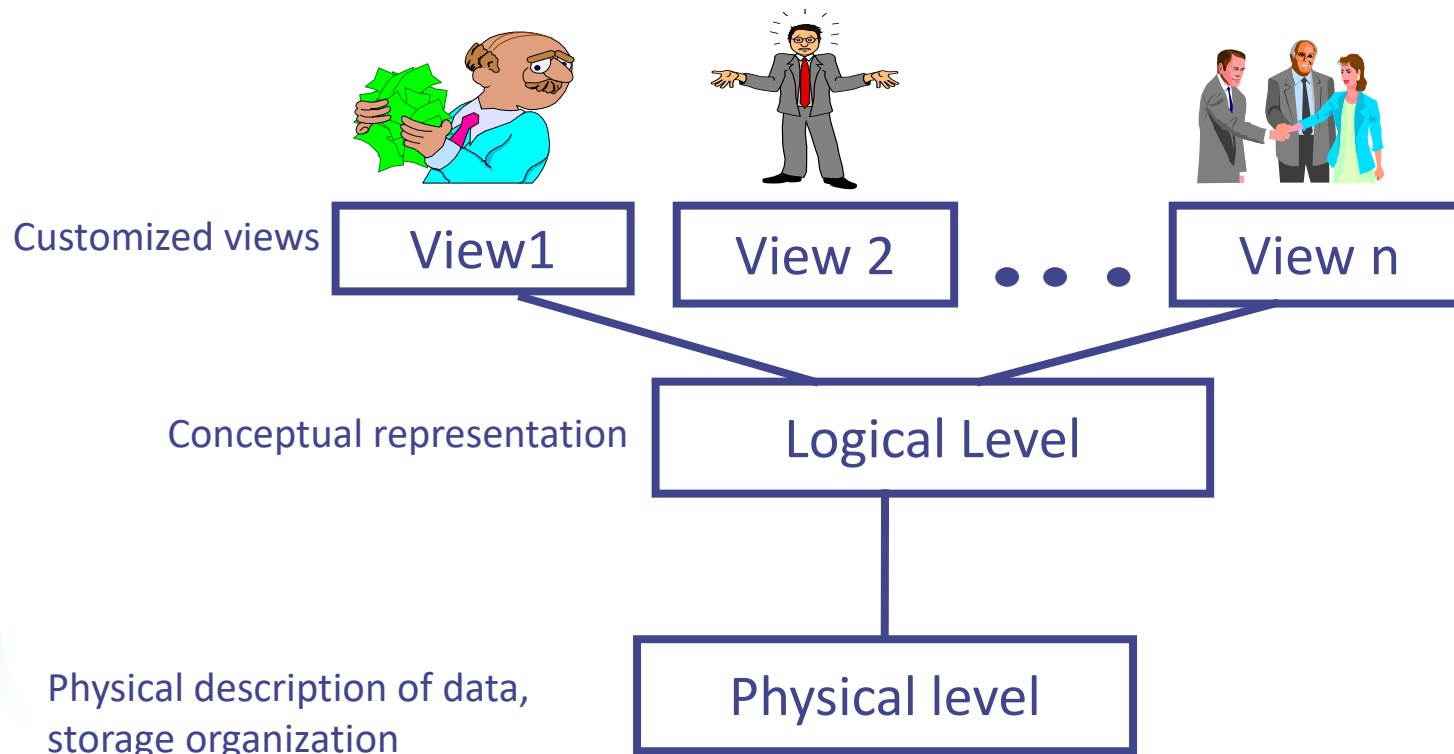 Customized views
View1
View 2
View n
Conceptual representation
Logical Level
Physical description of data,
storage organization
Physical level